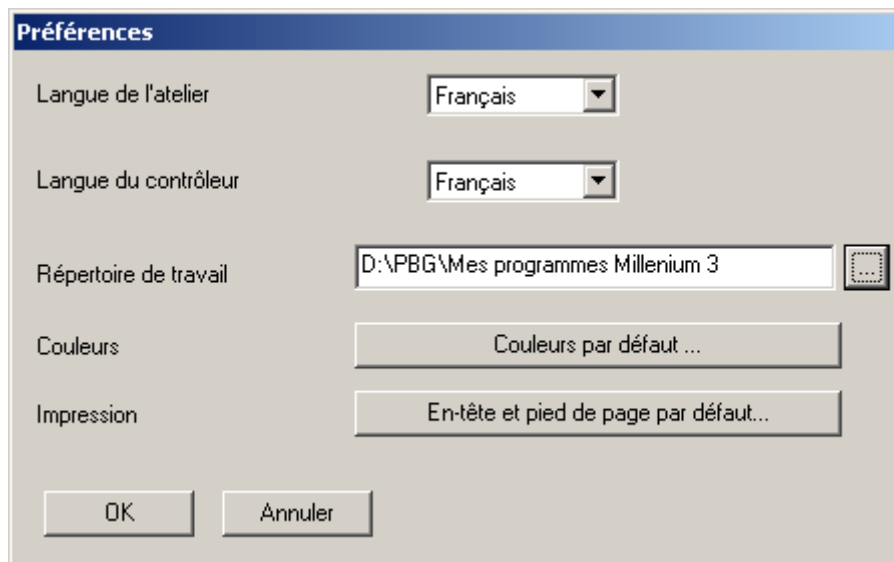 Préférences
Langue de l'atelier Français
Langue du contrôleur Français
Répertoire de travail D:\PBG\Mes programmes Millenium 3 ...
Couleurs Couleurs par défaut ...
Impression En-tête et pied de page par défaut...
OK Annuler